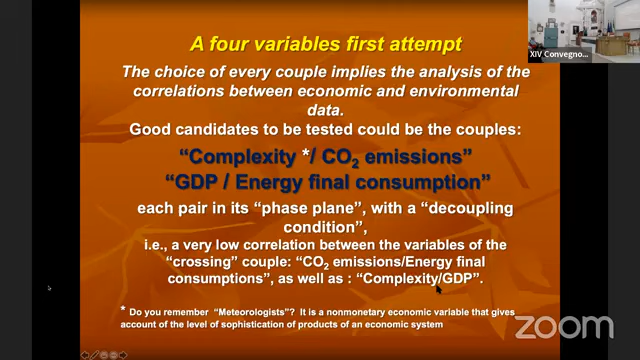 XIV Convegno...
A four variables first attempt
The choice of every couple implies the analysis of the
correlations between economic and environmental
data.
Good candidates to be tested could be the couples:
“Complexity */ CO₂ emissions”
“GDP / Energy final consumption”
each pair in its “phase plane”, with a “decoupling
condition”,
i.e., a very low correlation between the variables of the
“crossing” couple: “CO₂ emissions/Energy final
consumptions”, as well as : “Complexity/GDP”.
* Do you remember “Meteorologists”? It is a nonmonetary economic variable that gives
account of the level of sophistication of products of an economic system
zoom